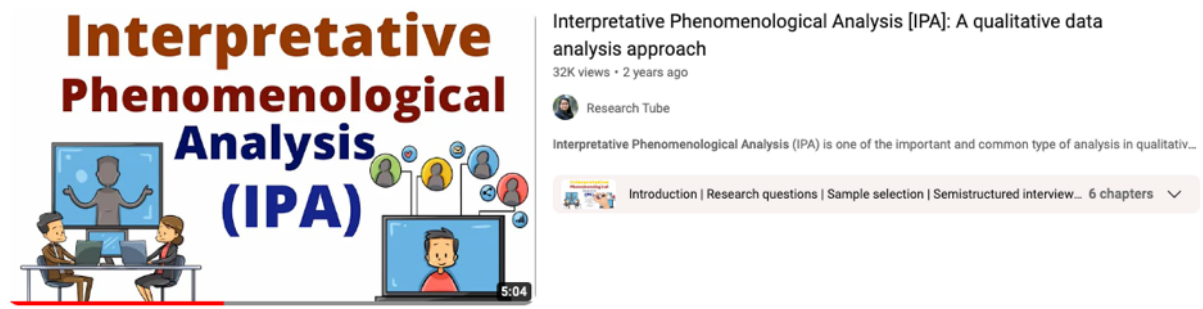 Interpretative
Phenomenological
Analysis
(IPA)
5:04
Interpretative Phenomenological Analysis [IPA]: A qualitative data
analysis approach
32K views • 2 years ago
Research Tube
Interpretative Phenomenological Analysis (IPA) is one of the important and common type of analysis in qualitativ...
Introduction | Research questions | Sample selection | Semistructured interview... 6 chapters